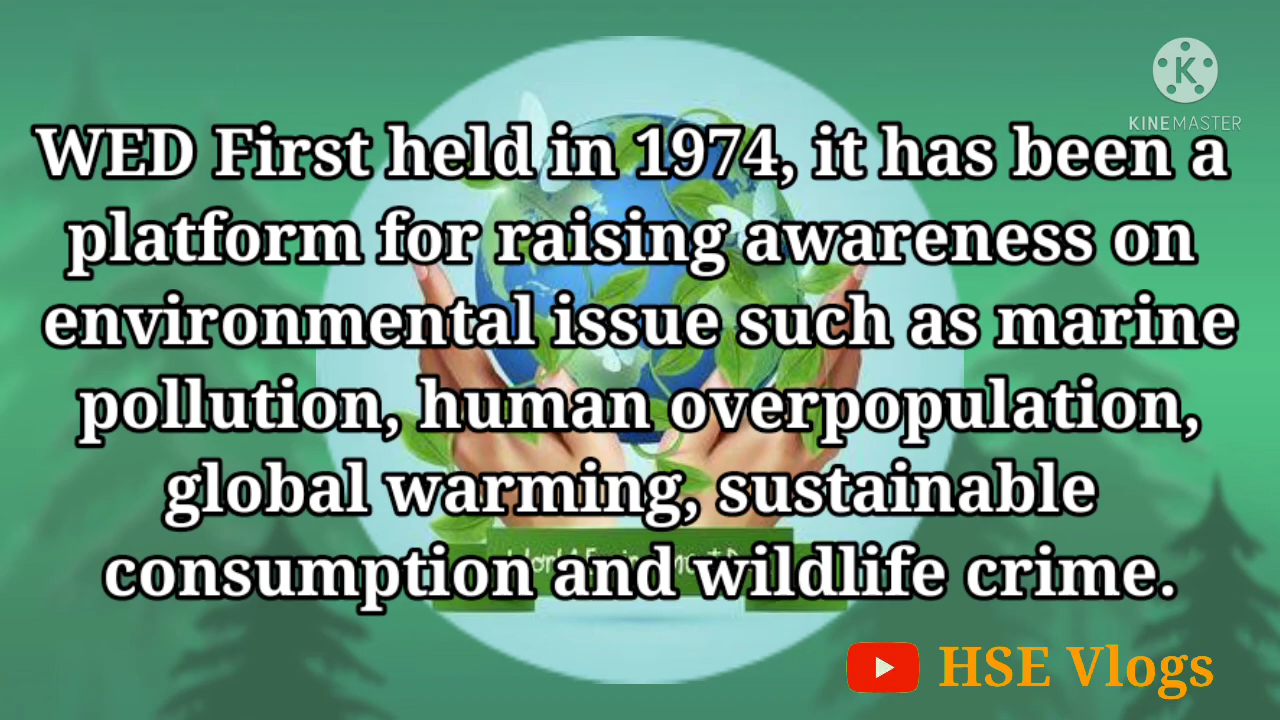 KINEMASTER
WED First held in 1974, it has been a
platform for raising awareness on
environmental issue such as marine
pollution, human overpopulation,
global warming, sustainable
consumption and wildlife crime.
HSE Vlogs